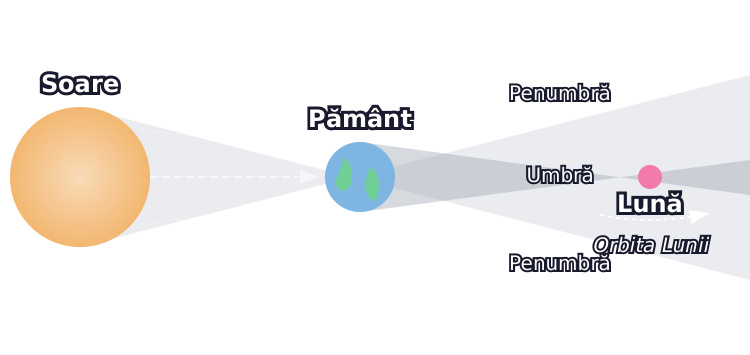 Soare
Penumbră
Pământ
Umbră
Lună
Orbita Lunii
Penumbră